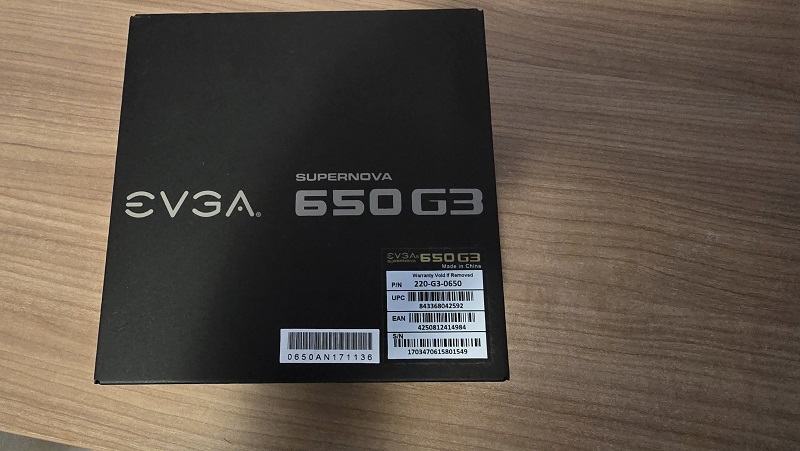 EVGA®
SUPERNOVA
650 G3
EVGA
SUPERNOVA
650 G3
Made in China
Warranty Void If Removed
P/N 220-G3-0650
UPC
843368042592
EAN
4250812414984
S/N
1703470615801549
0650AN171136